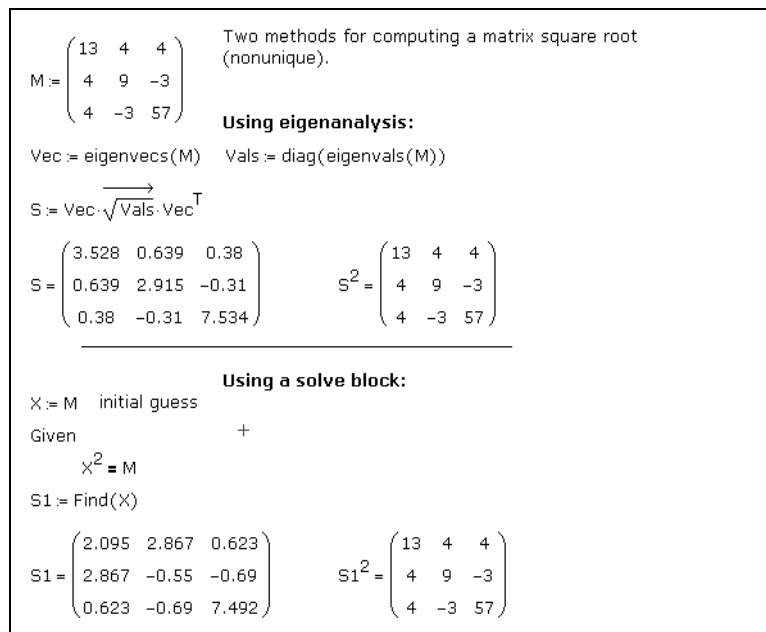 Two methods for computing a matrix square root
(nonunique).
M := ( 13 4 4
4 9 -3
4 -3 57 )
Using eigenanalysis:
Vec := eigenvecs(M) Vals := diag(eigenvals(M))
S := Vec·√Vals·Vec^T
S = ( 3.528 0.639 0.38
0.639 2.915 -0.31
0.38 -0.31 7.534 )
S^2 = ( 13 4 4
4 9 -3
4 -3 57 )
Using a solve block:
X := M initial guess
Given
X^2 = M
S1 := Find(X)
S1 = ( 2.095 2.867 0.623
2.867 -0.55 -0.69
0.623 -0.69 7.492 )
S1^2 = ( 13 4 4
4 9 -3
4 -3 57 )